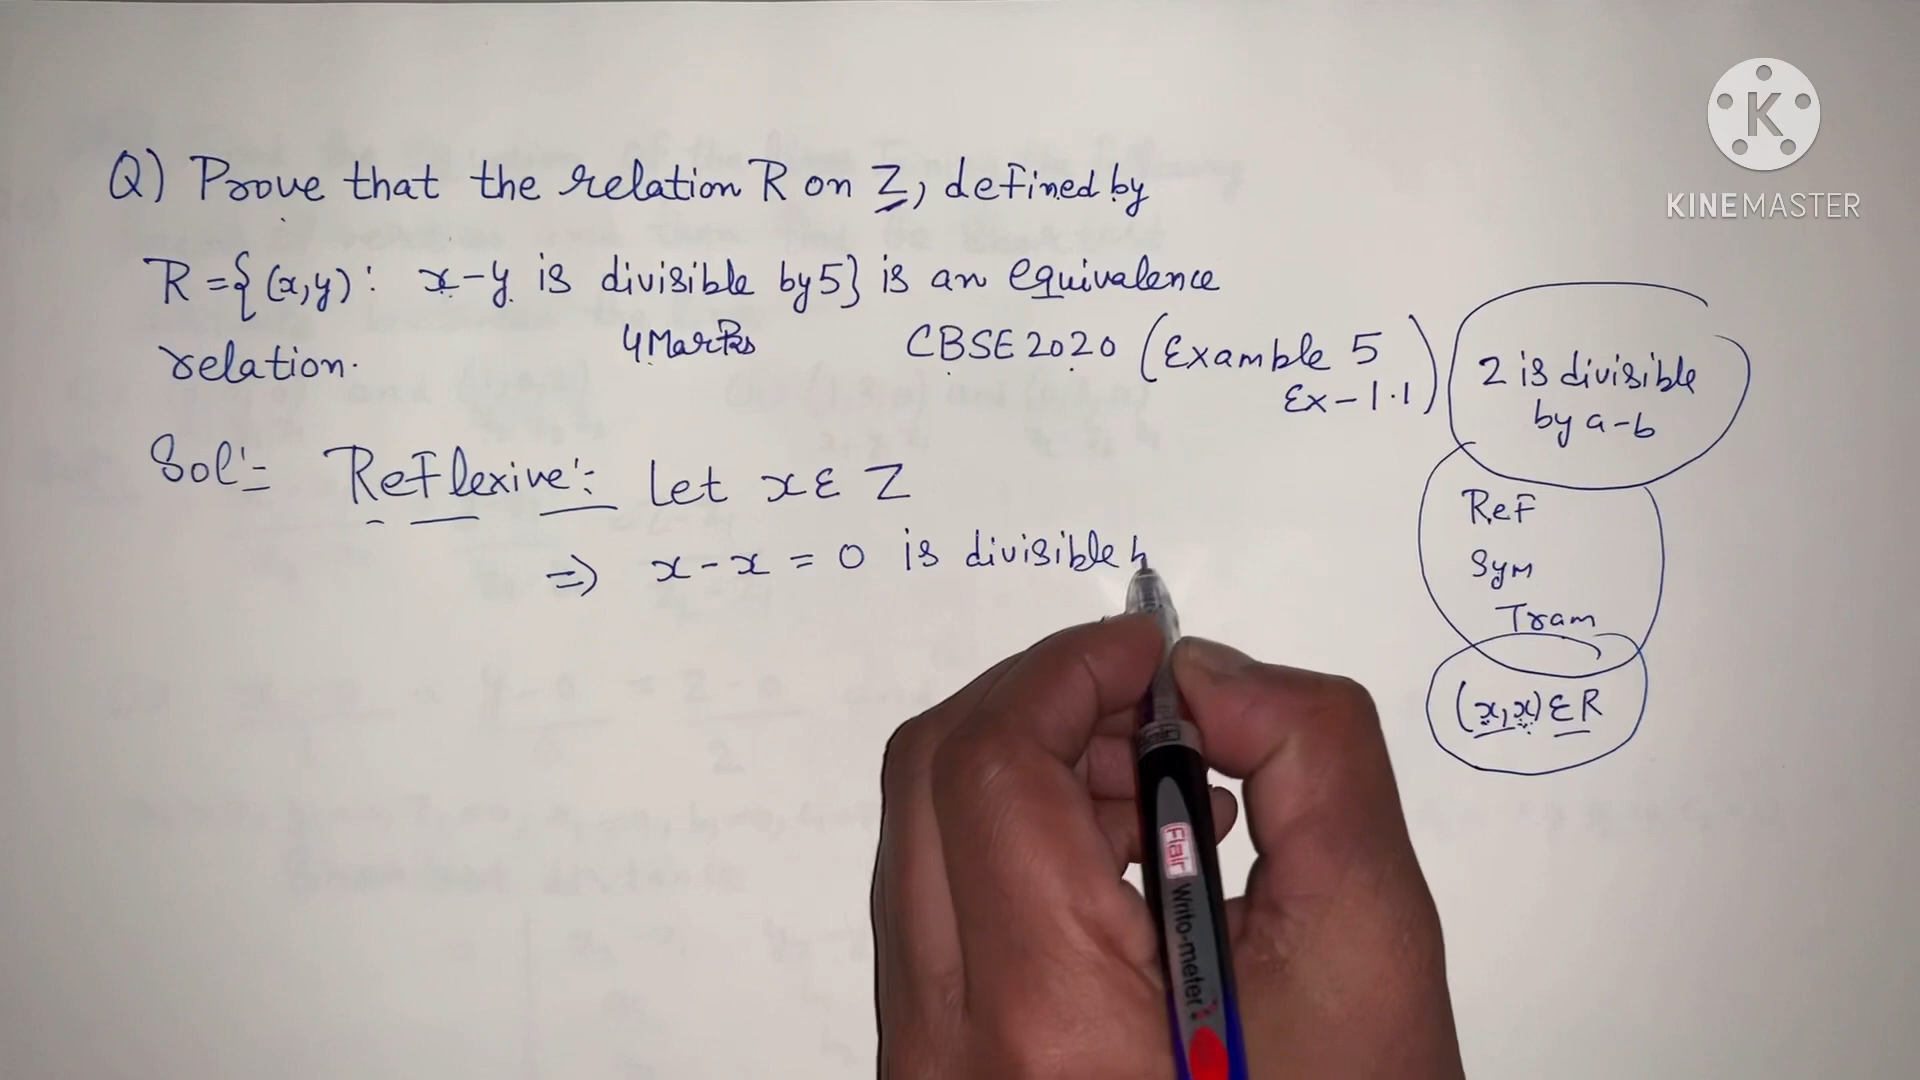 Q) Prove that the relation R on Z, defined by
R = {(x,y) : x-y is divisible by 5} is an equivalence
relation. 4 Marks CBSE 2020 (Examble 5
Ex-1.1)
2 is divisible
by a-b
Sol:- Reflexive:- Let x ε Z
⇒ x-x = 0 is divisible b
Ref
Sym
Tram
(x,x) ε R
K
KINEMASTER
Flair Writo-meter